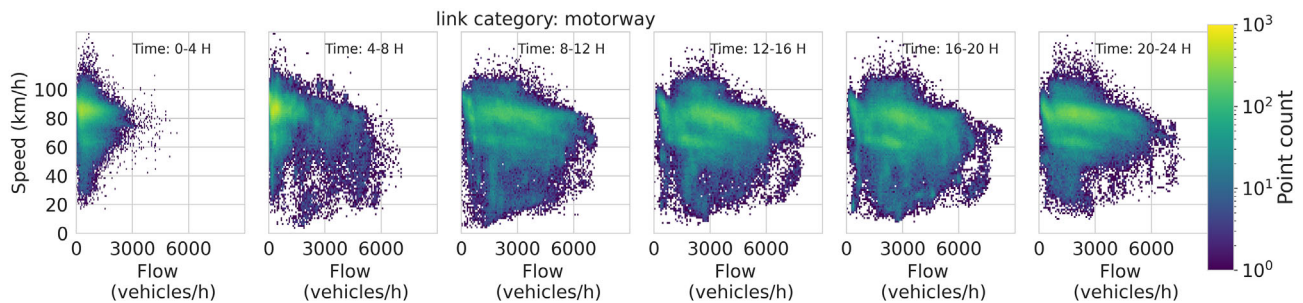 link category: motorway
Time: 0-4 H
Time: 4-8 H
Time: 8-12 H
Time: 12-16 H
Time: 16-20 H
Time: 20-24 H
Speed (km/h)
100
80
60
40
20
0
0 3000 6000
0 3000 6000
0 3000 6000
0 3000 6000
0 3000 6000
0 3000 6000
Flow
(vehicles/h)
Flow
(vehicles/h)
Flow
(vehicles/h)
Flow
(vehicles/h)
Flow
(vehicles/h)
Flow
(vehicles/h)
10³
10²
10¹
10⁰
Point count